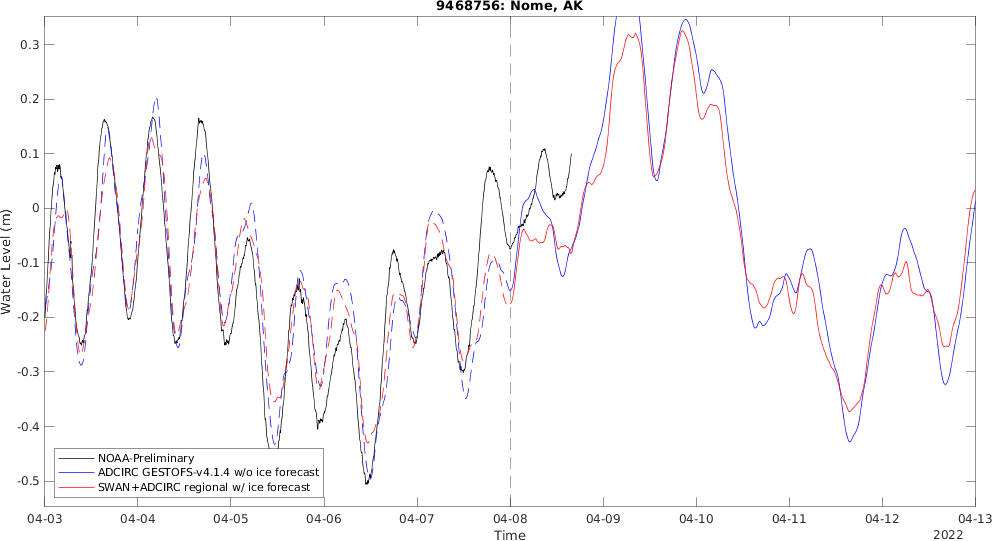 9468756: Nome, AK
0.3
0.2
0.1
0
-0.1
-0.2
-0.3
-0.4
-0.5
Water Level (m)
NOAA-Preliminary
ADCIRC GESTOFS-v4.1.4 w/o ice forecast
SWAN+ADCIRC regional w/ ice forecast
04-03 04-04 04-05 04-06 04-07 04-08 04-09 04-10 04-11 04-12 04-13
Time
2022